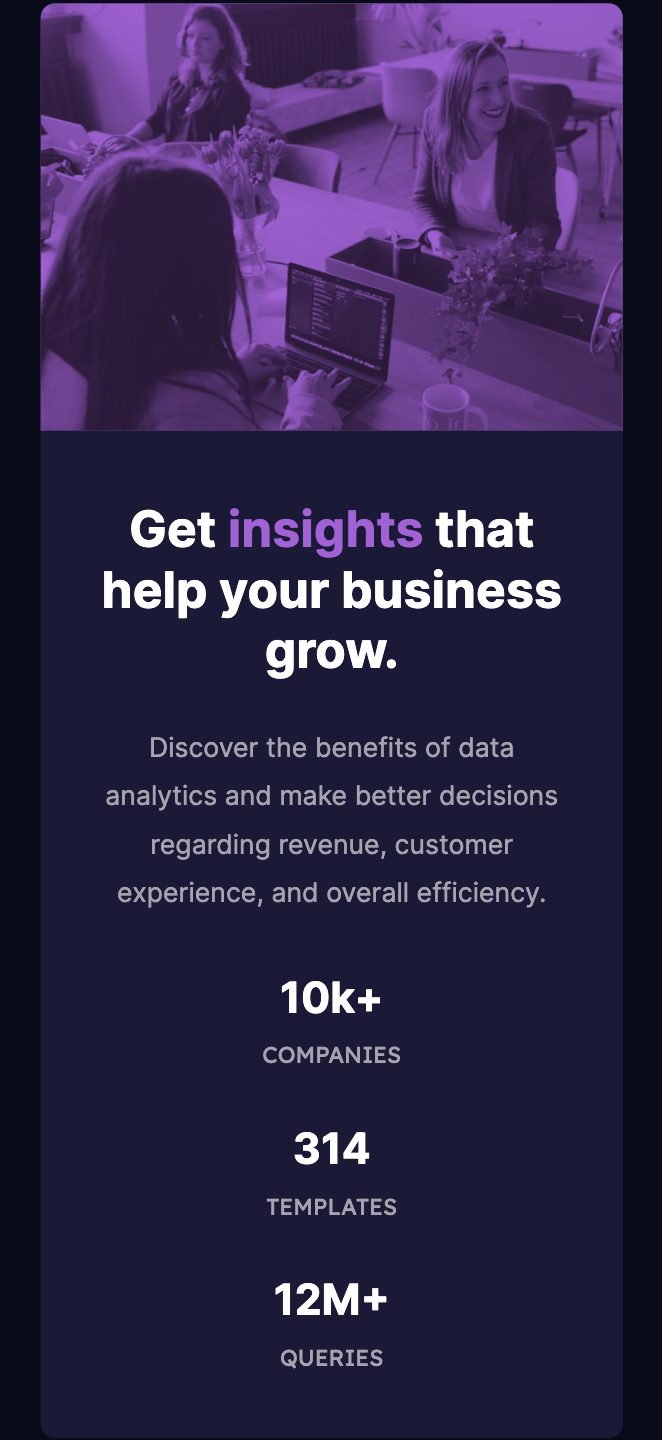 Get insights that
help your business
grow.
Discover the benefits of data
analytics and make better decisions
regarding revenue, customer
experience, and overall efficiency.
10k+
COMPANIES
314
TEMPLATES
12M+
QUERIES